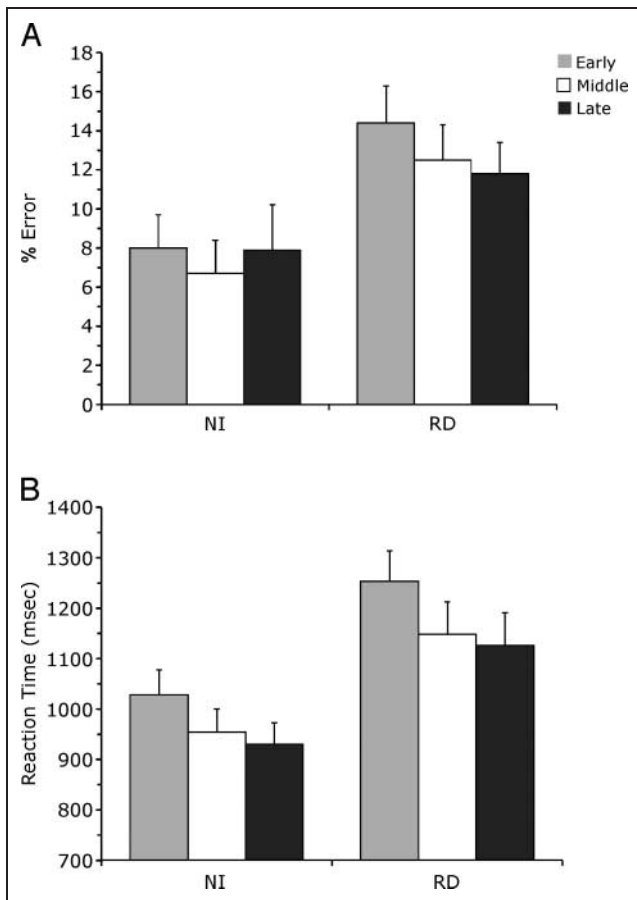 A
18
16
14
12
10
8
6
4
2
0
% Error
NI RD
Early
Middle
Late
B
1400
1300
1200
1100
1000
900
800
700
Reaction Time (msec)
NI RD